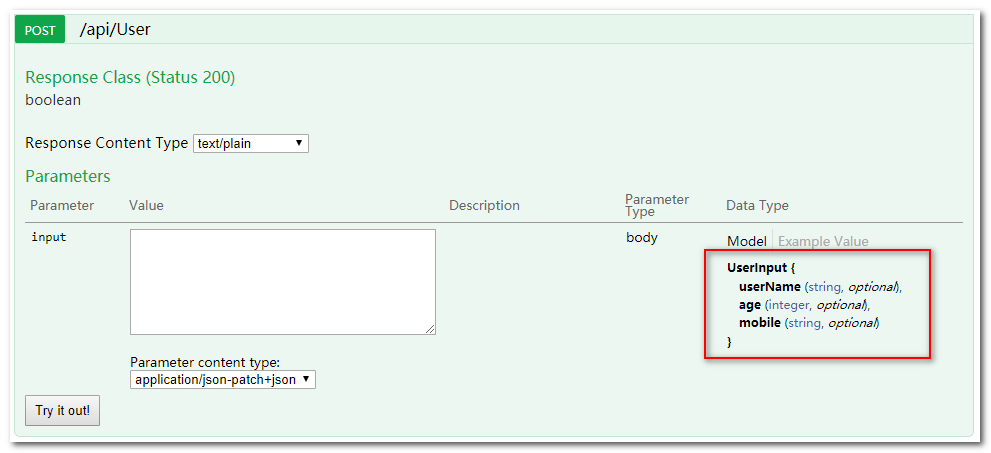 POST /api/User
Response Class (Status 200)
boolean
Response Content Type text/plain
Parameters
Parameter Value Description Parameter Type Data Type
input body Model Example Value
UserInput {
userName (string, optional),
age (integer, optional),
mobile (string, optional)
}
Parameter content type:
application/json-patch+json
Try it out!